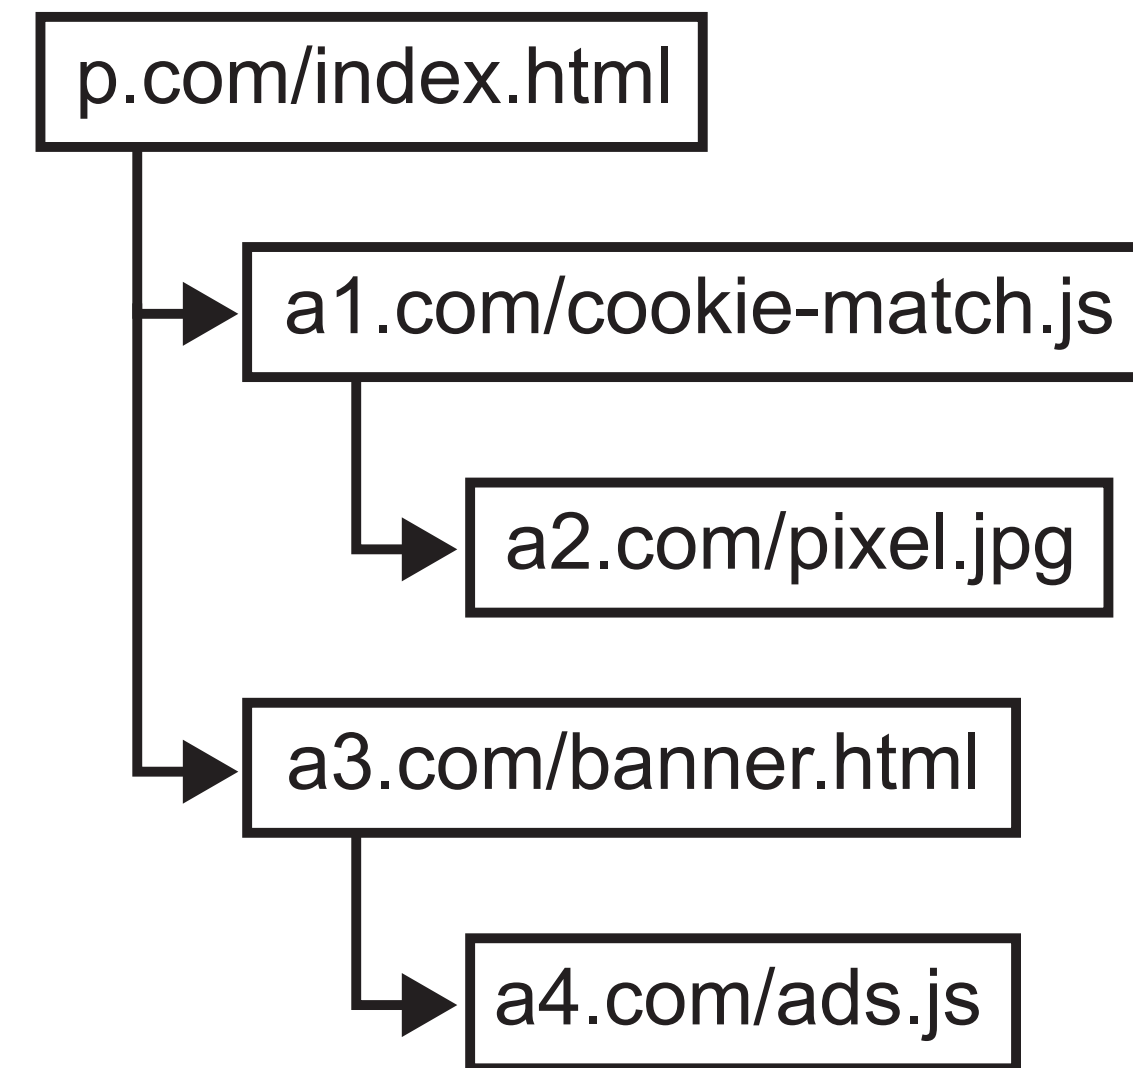 p.com/index.html
a1.com/cookie-match.js
a2.com/pixel.jpg
a3.com/banner.html
a4.com/ads.js